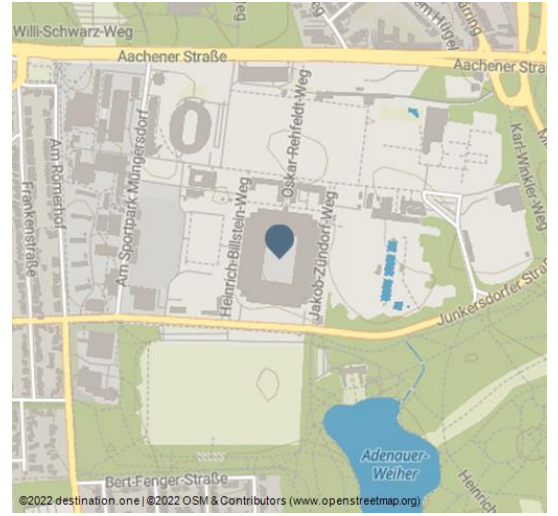 Willi-Schwarz-Weg
Aachener Straße
Aachener Stra
Oskar-Rehfeldt-Weg
Am Römerhof
Frankenstraße
Am Sportpark Müngersdorf
Heinrich-Billstein-Weg
Jakob-Zündorf-Weg
Karl-Winkler-Weg
Junkersdorfer Straße
Adenauer-
Weiher
Bert-Fenger-Straße
Heinrich
©2022 destination.one | ©2022 OSM & Contributors (www.openstreetmap.org)